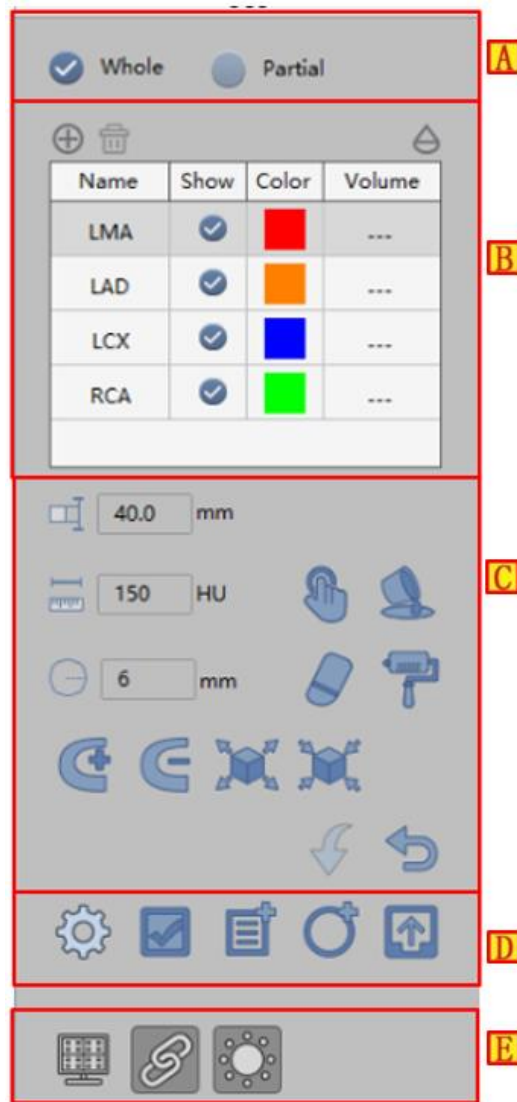 Whole Partial A
Name Show Color Volume
LMA ---
B
LAD ---
LCX ---
RCA ---
40.0 mm
150 HU C
6 mm
D
E